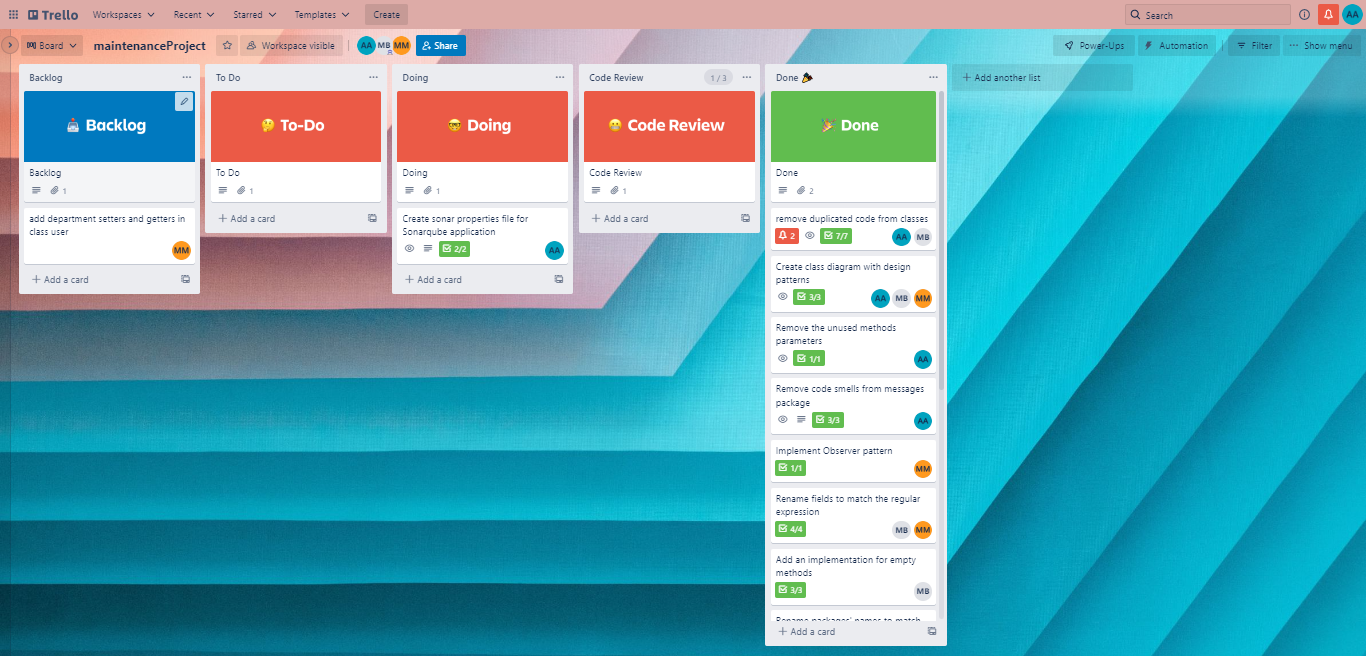 Trello Workspaces Recent Starred Templates Create Search AA
Board maintenanceProject Workspace visible AA MB MM Share Power-Ups Automation Filter Show menu
Backlog
Backlog
Backlog
1
add department setters and getters in
class user
MM
Add a card
To Do
To-Do
To Do
1
Add a card
Doing
Doing
Doing
1
Create sonar properties file for
Sonarqube application
2/2 AA
Add a card
Code Review 1 / 3
Code Review
Code Review
1
Add a card
Done
Done
Done
2
remove duplicated code from classes
2 7/7 AA MB
Create class diagram with design
patterns
3/3 AA MB MM
Remove the unused methods
parameters
1/1 AA
Remove code smells from messages
package
3/3 AA
Implement Observer pattern
1/1 MM
Rename fields to match the regular
expression
4/4 MB MM
Add an implementation for empty
methods
3/3 MB
Rename packages' names to match
Add a card
Add another list